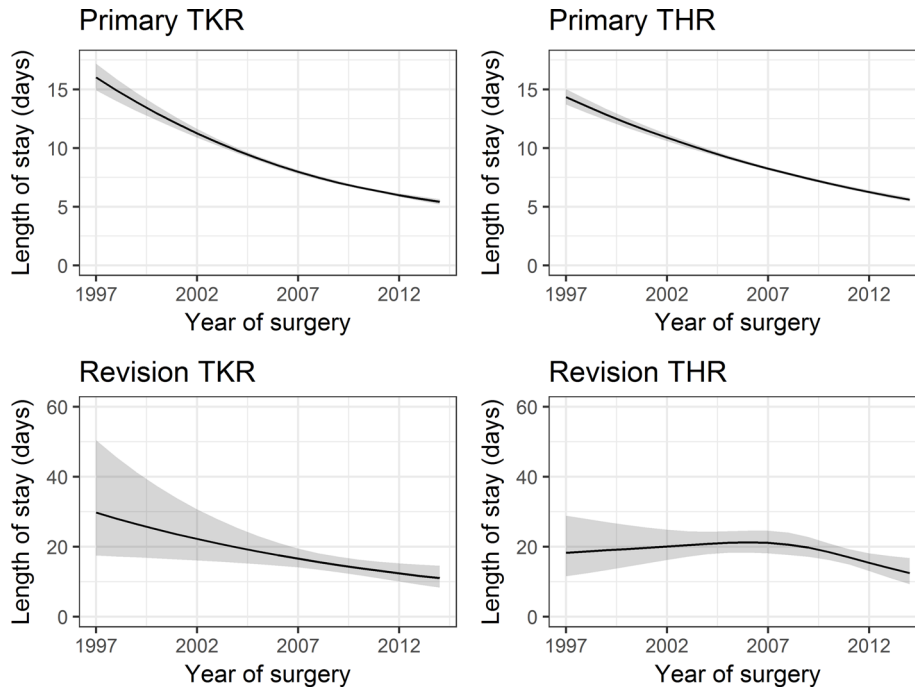 Primary TKR
Length of stay (days)
15
10
5
0
1997
2002
2007
2012
Year of surgery
Primary THR
Length of stay (days)
15
10
5
0
1997
2002
2007
2012
Year of surgery
Revision TKR
Length of stay (days)
60
40
20
0
1997
2002
2007
2012
Year of surgery
Revision THR
Length of stay (days)
60
40
20
0
1997
2002
2007
2012
Year of surgery